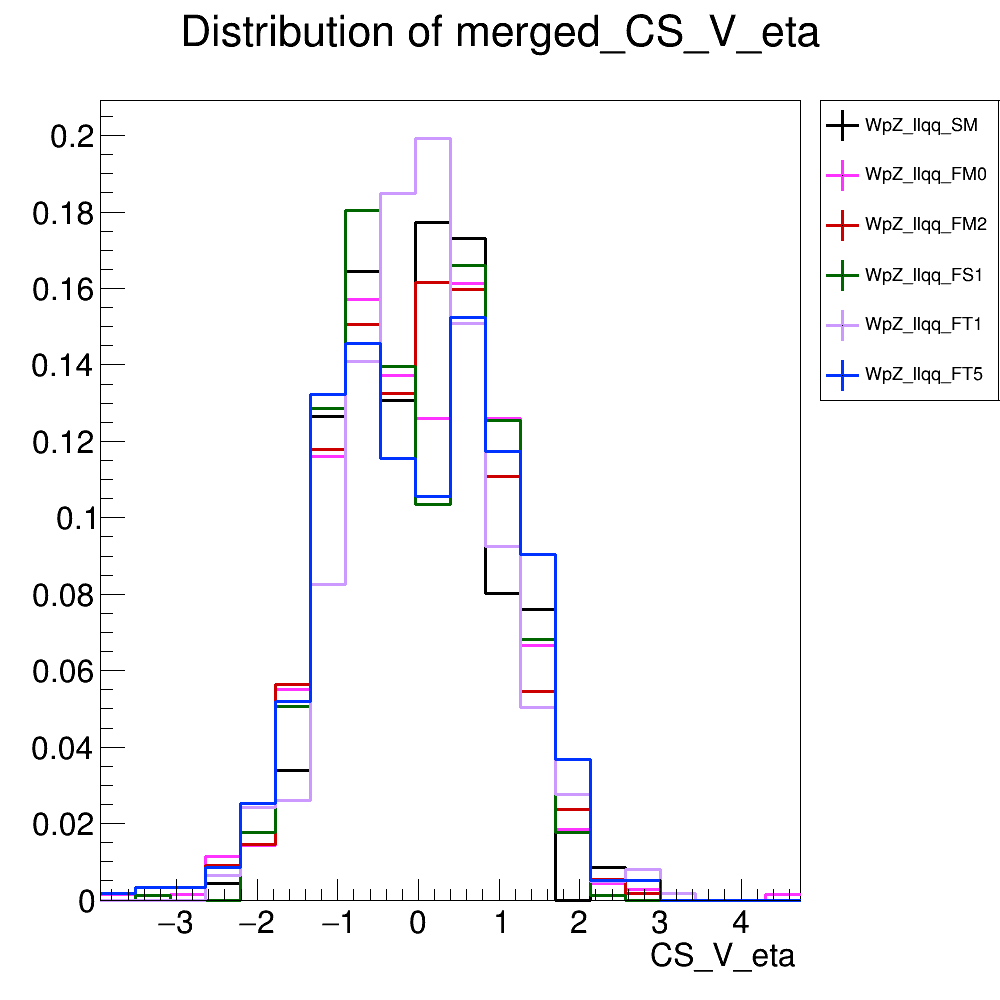 Distribution of merged_CS_V_eta
WpZ_llqq_SM
WpZ_llqq_FM0
WpZ_llqq_FM2
WpZ_llqq_FS1
WpZ_llqq_FT1
WpZ_llqq_FT5
0.2
0.18
0.16
0.14
0.12
0.1
0.08
0.06
0.04
0.02
0
−3 −2 −1 0 1 2 3 4
CS_V_eta